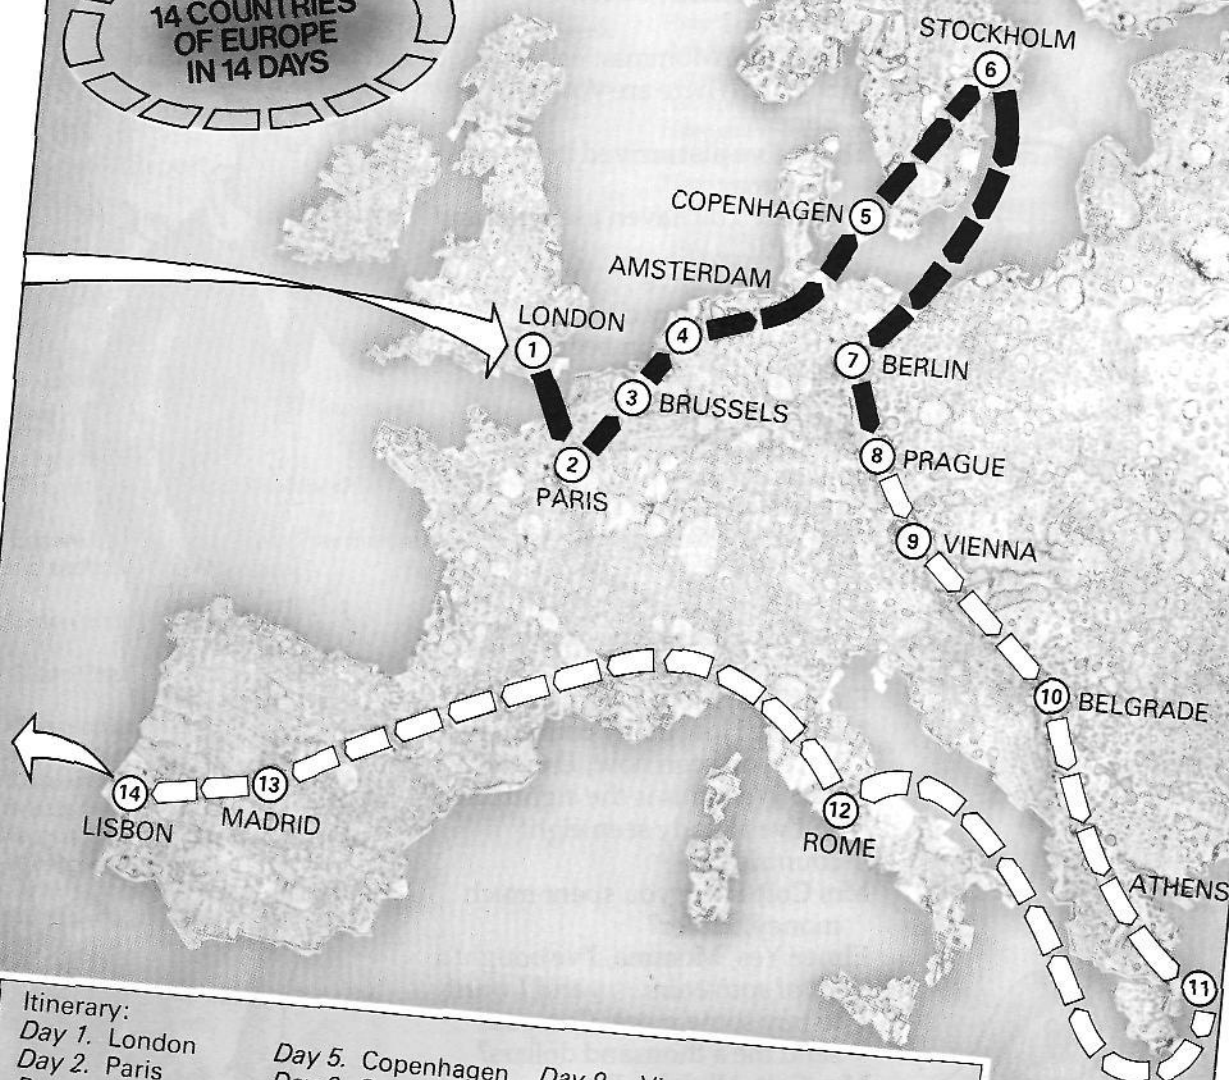 14 COUNTRIES
OF EUROPE
IN 14 DAYS
STOCKHOLM
6
COPENHAGEN 5
AMSTERDAM
LONDON
1
4
7 BERLIN
3 BRUSSELS
2
PARIS
8 PRAGUE
9 VIENNA
10 BELGRADE
14
LISBON
13
MADRID
12
ROME
ATHENS
11
Itinerary:
Day 1. London
Day 2. Paris
Day 5. Copenhagen